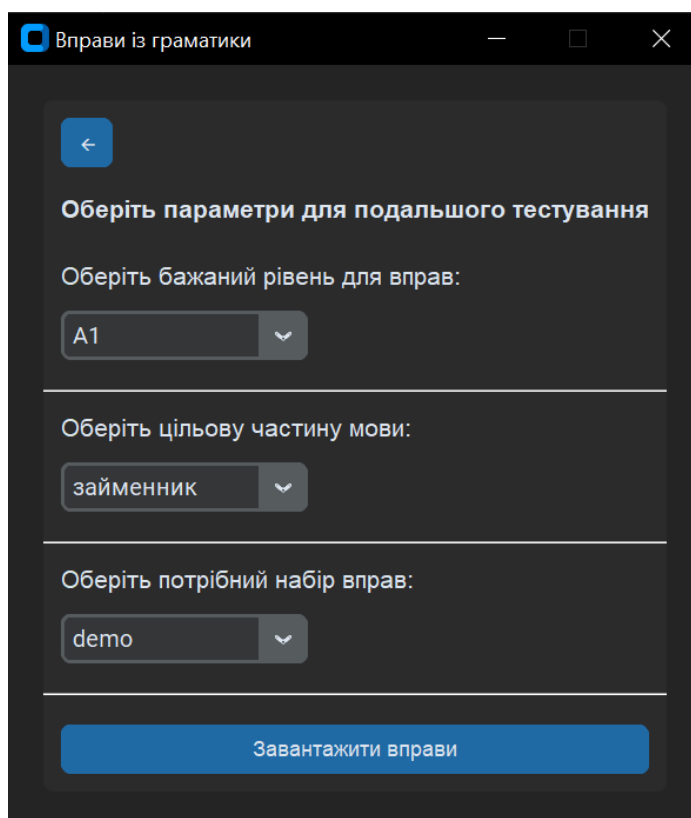 Вправи із граматики
Оберіть параметри для подальшого тестування
Оберіть бажаний рівень для вправ:
A1
Оберіть цільову частину мови:
займенник
Оберіть потрібний набір вправ:
demo
Завантажити вправи